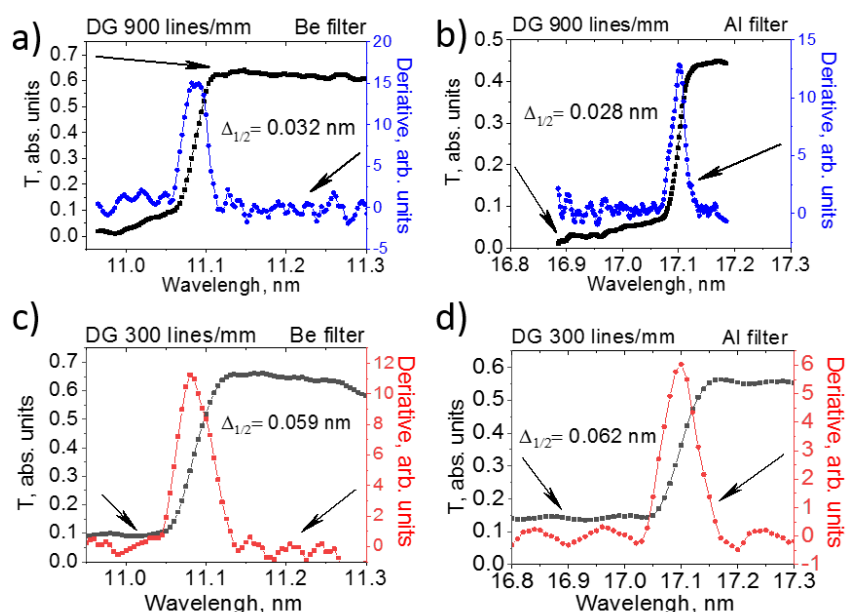 a)
DG 900 lines/mm Be filter
T, abs. units
0.7
0.6
0.5
0.4
0.3
0.2
0.1
0.0
Δ1/2= 0.032 nm
20
15
10
5
0
-5
Deriative, arb. units
11.0 11.1 11.2 11.3
Wavelengh, nm
b)
DG 900 lines/mm Al filter
T, abs. units
0.5
0.4
0.3
0.2
0.1
0.0
Δ1/2= 0.028 nm
15
10
5
0
Deriative, arb. units
16.8 16.9 17.0 17.1 17.2 17.3
Wavelengh, nm
c)
DG 300 lines/mm Be filter
T, abs. units
0.7
0.6
0.5
0.4
0.3
0.2
0.1
0.0
Δ1/2= 0.059 nm
12
10
8
6
4
2
0
Deriative, arb. units
11.0 11.1 11.2 11.3
Wavelengh, nm
d)
DG 300 lines/mm Al filter
T, abs. units
0.6
0.5
0.4
0.3
0.2
0.1
0.0
Δ1/2= 0.062 nm
6
5
4
3
2
1
0
-1
Deriative, arb. units
16.8 16.9 17.0 17.1 17.2 17.3
Wavelengh, nm